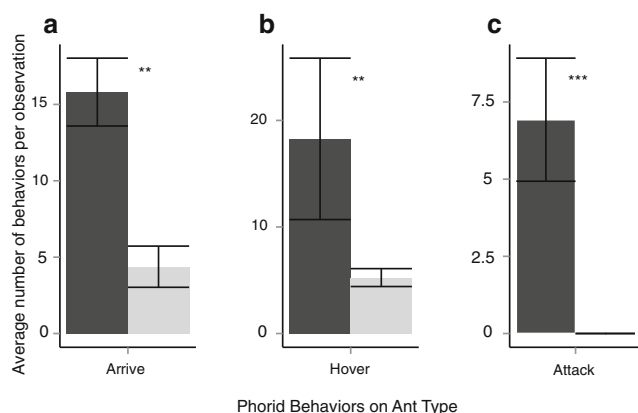 a
b
c
Average number of behaviors per observation
15
10
5
0
**
Arrive
20
10
0
**
Hover
7.5
5
2.5
0
***
Attack
Phorid Behaviors on Ant Type